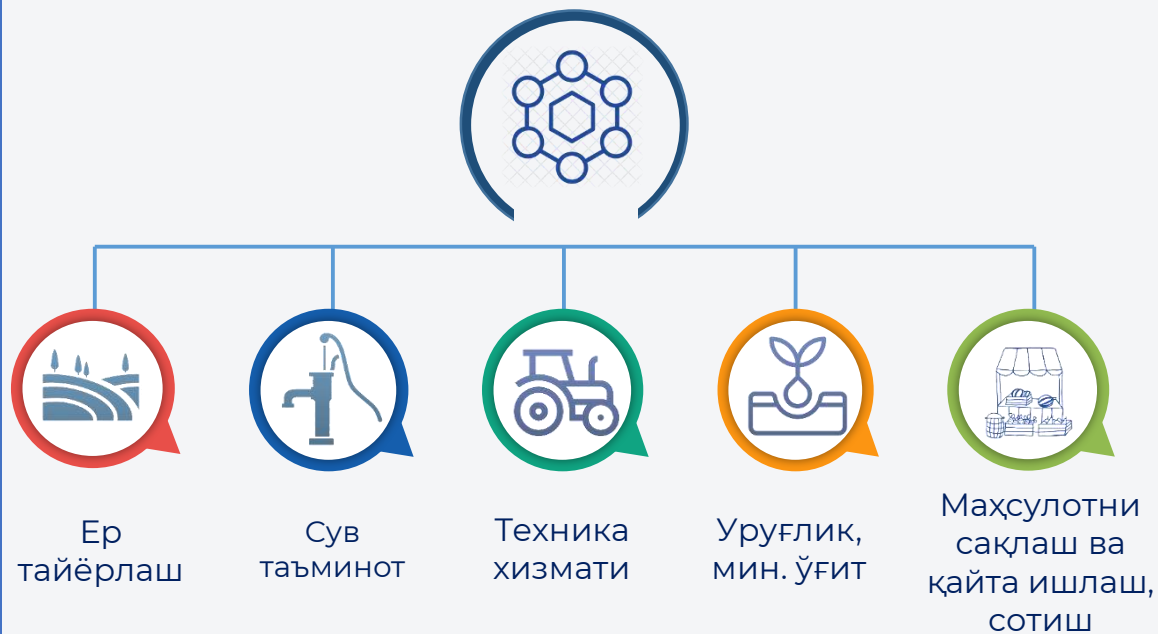 Ер
тайёрлаш
Сув
таъминот
Техника
хизмати
Уруғлик,
мин. ўғит
Маҳсулотни
сақлаш ва
қайта ишлаш,
сотиш